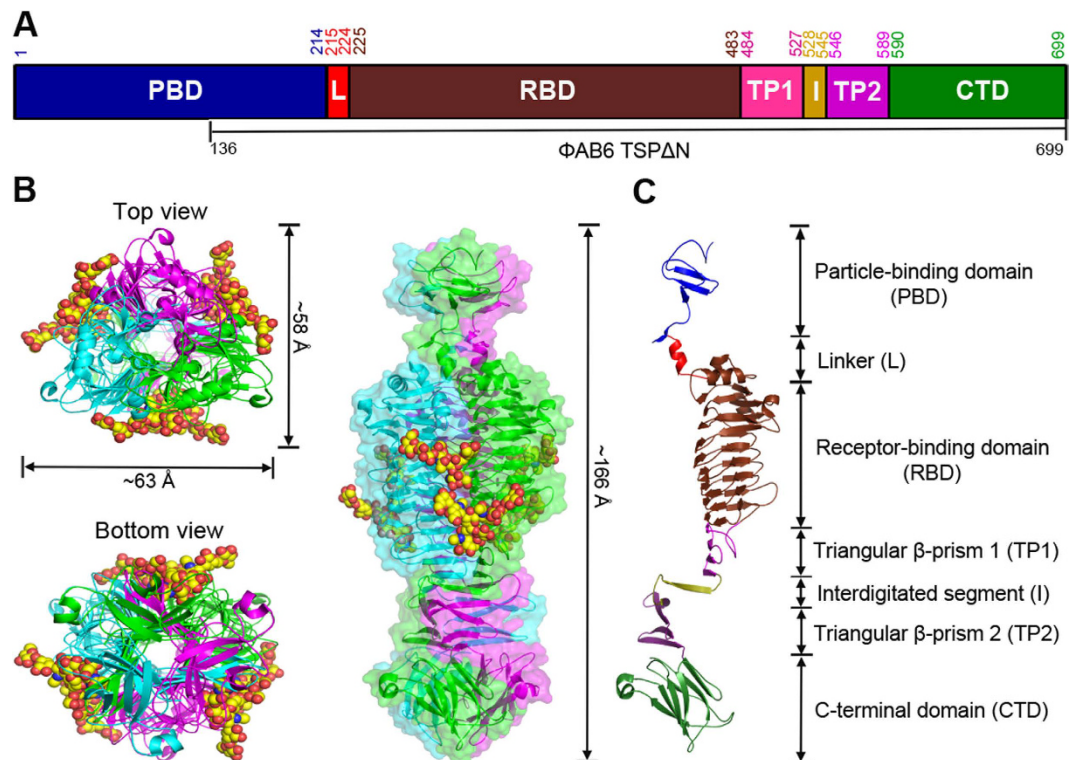 A
1
214
215
224
225
483
484
527
528
545
546
589
590
699
PBD
L
RBD
TP1
I
TP2
CTD
136
ΦAB6 TSPΔN
699
B
Top view
~58 Å
~63 Å
Bottom view
~166 Å
C
Particle-binding domain
(PBD)
Linker (L)
Receptor-binding domain
(RBD)
Triangular β-prism 1 (TP1)
Interdigitated segment (I)
Triangular β-prism 2 (TP2)
C-terminal domain (CTD)